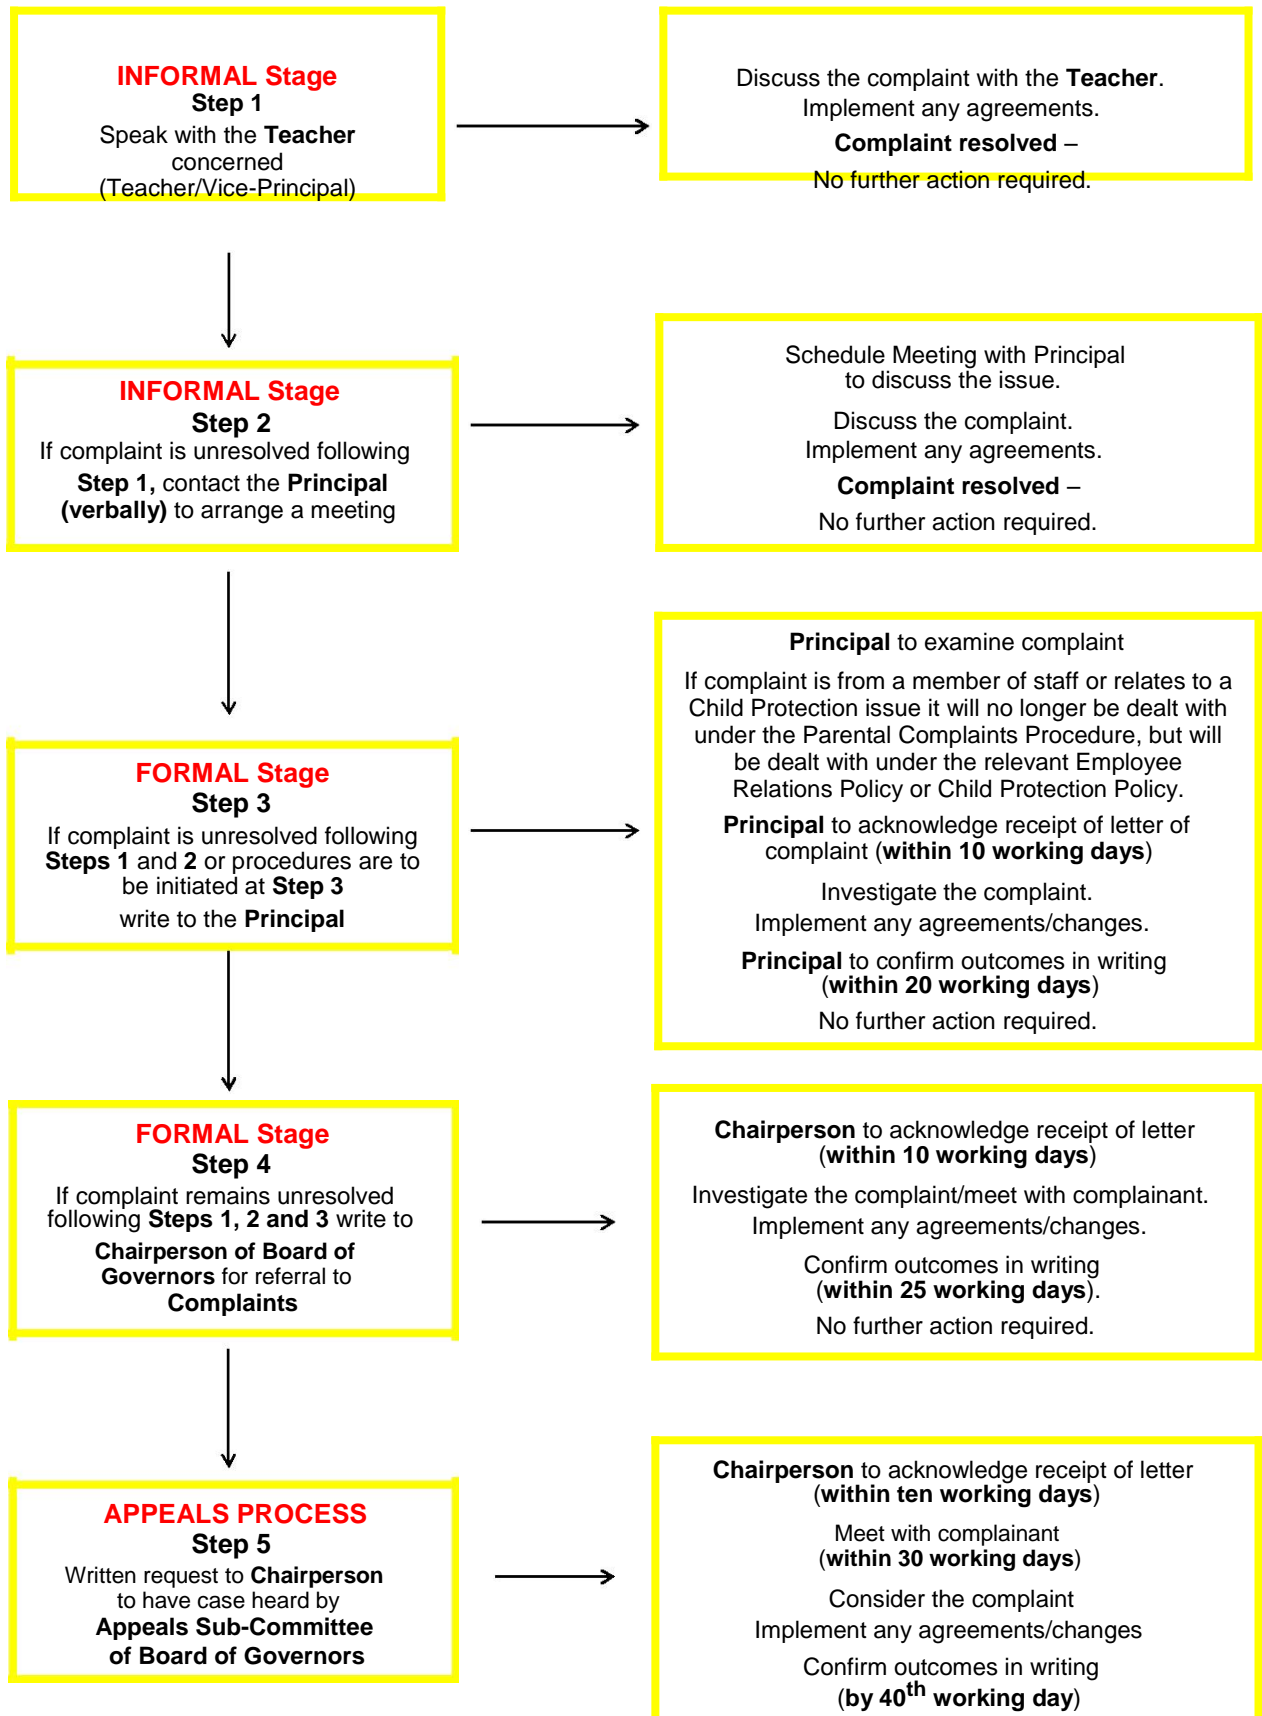 INFORMAL Stage
Step 1
Speak with the Teacher
concerned
(Teacher/Vice-Principal)
Discuss the complaint with the Teacher.
Implement any agreements.
Complaint resolved –
No further action required.
INFORMAL Stage
Step 2
If complaint is unresolved following
Step 1, contact the Principal
(verbally) to arrange a meeting
Schedule Meeting with Principal
to discuss the issue.
Discuss the complaint.
Implement any agreements.
Complaint resolved –
No further action required.
FORMAL Stage
Step 3
If complaint is unresolved following
Steps 1 and 2 or procedures are to
be initiated at Step 3
write to the Principal
Principal to examine complaint
If complaint is from a member of staff or relates to a
Child Protection issue it will no longer be dealt with
under the Parental Complaints Procedure, but will
be dealt with under the relevant Employee
Relations Policy or Child Protection Policy.
Principal to acknowledge receipt of letter of
complaint (within 10 working days)
Investigate the complaint.
Implement any agreements/changes.
Principal to confirm outcomes in writing
(within 20 working days)
No further action required.
FORMAL Stage
Step 4
If complaint remains unresolved
following Steps 1, 2 and 3 write to
Chairperson of Board of
Governors for referral to
Complaints
Chairperson to acknowledge receipt of letter
(within 10 working days)
Investigate the complaint/meet with complainant.
Implement any agreements/changes.
Confirm outcomes in writing
(within 25 working days).
No further action required.
APPEALS PROCESS
Step 5
Written request to Chairperson
to have case heard by
Appeals Sub-Committee
of Board of Governors
Chairperson to acknowledge receipt of letter
(within ten working days)
Meet with complainant
(within 30 working days)
Consider the complaint
Implement any agreements/changes
Confirm outcomes in writing
(by 40th working day)